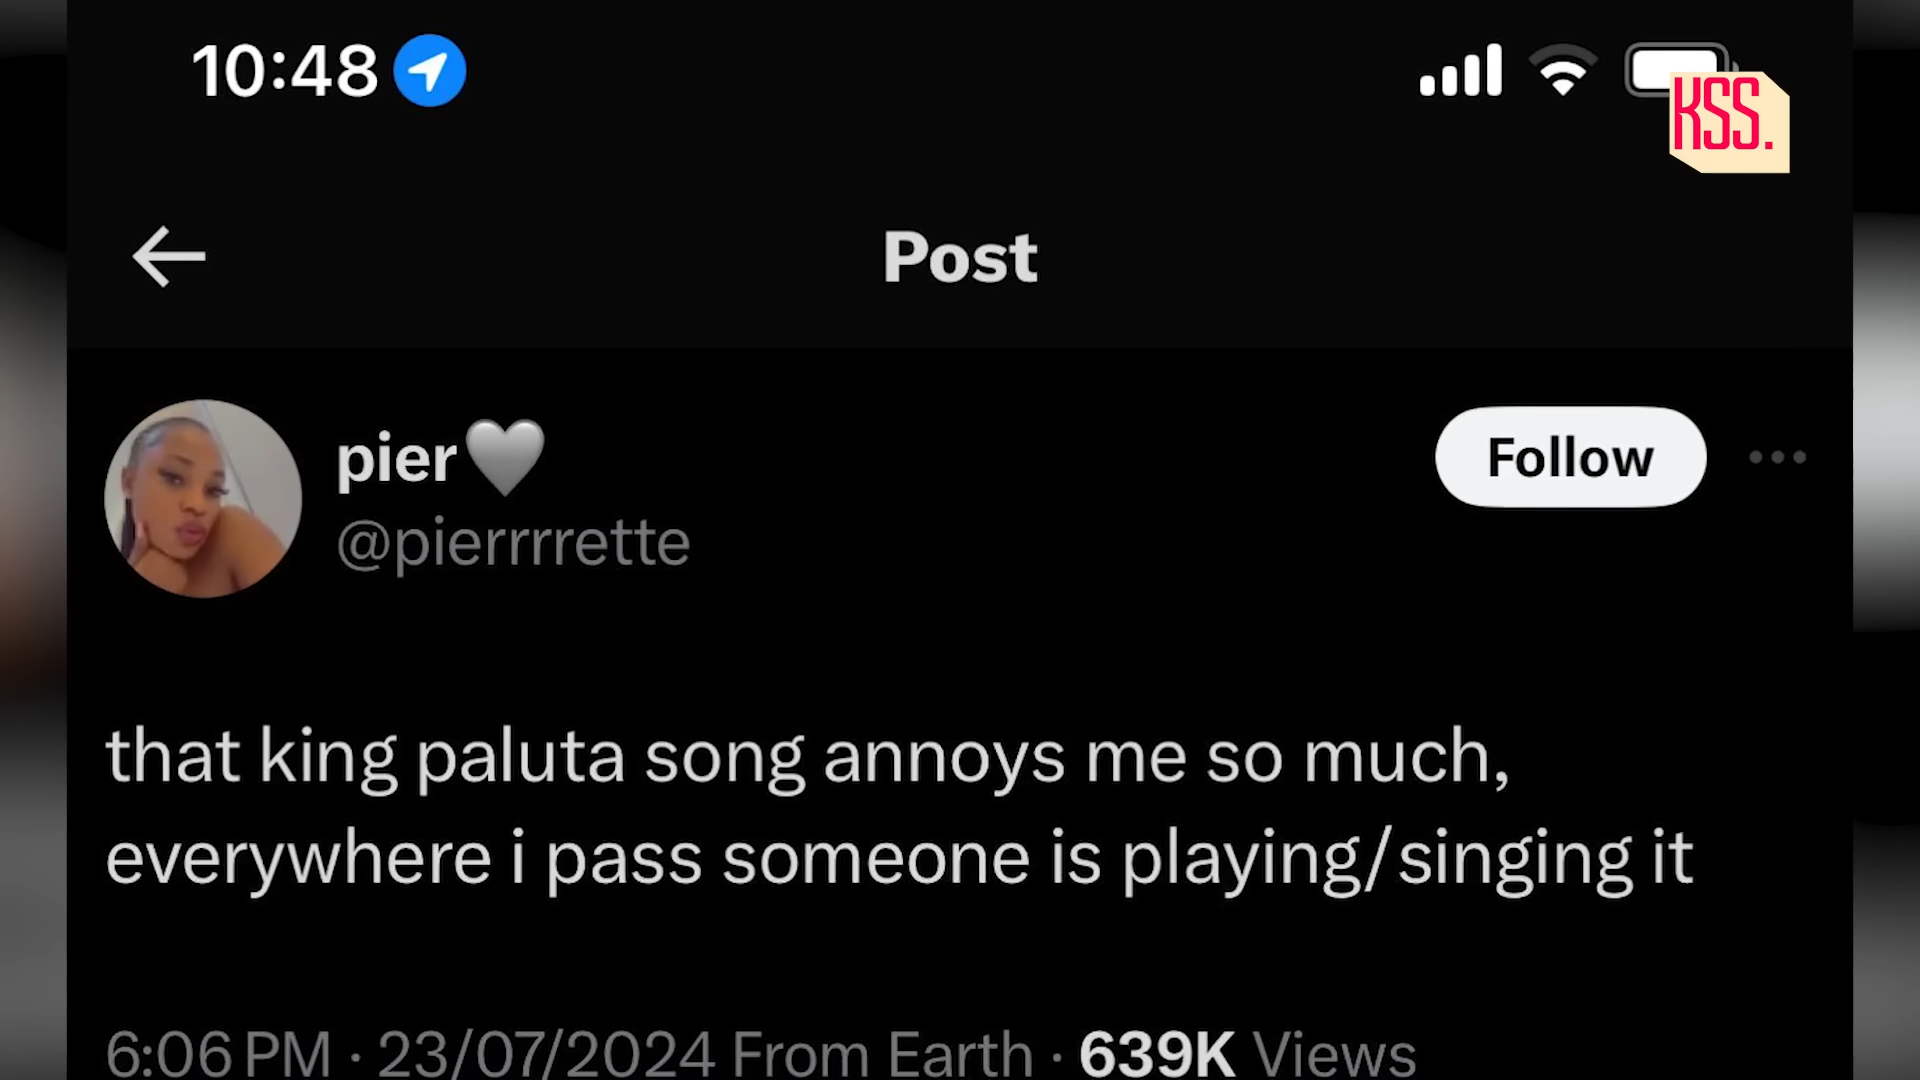 10:48
KSS.
Post
pier🤍
Follow
@pierrrrette
that king paluta song annoys me so much,
everywhere i pass someone is playing/singing it
6:06 PM · 23/07/2024 From Earth · 639K Views